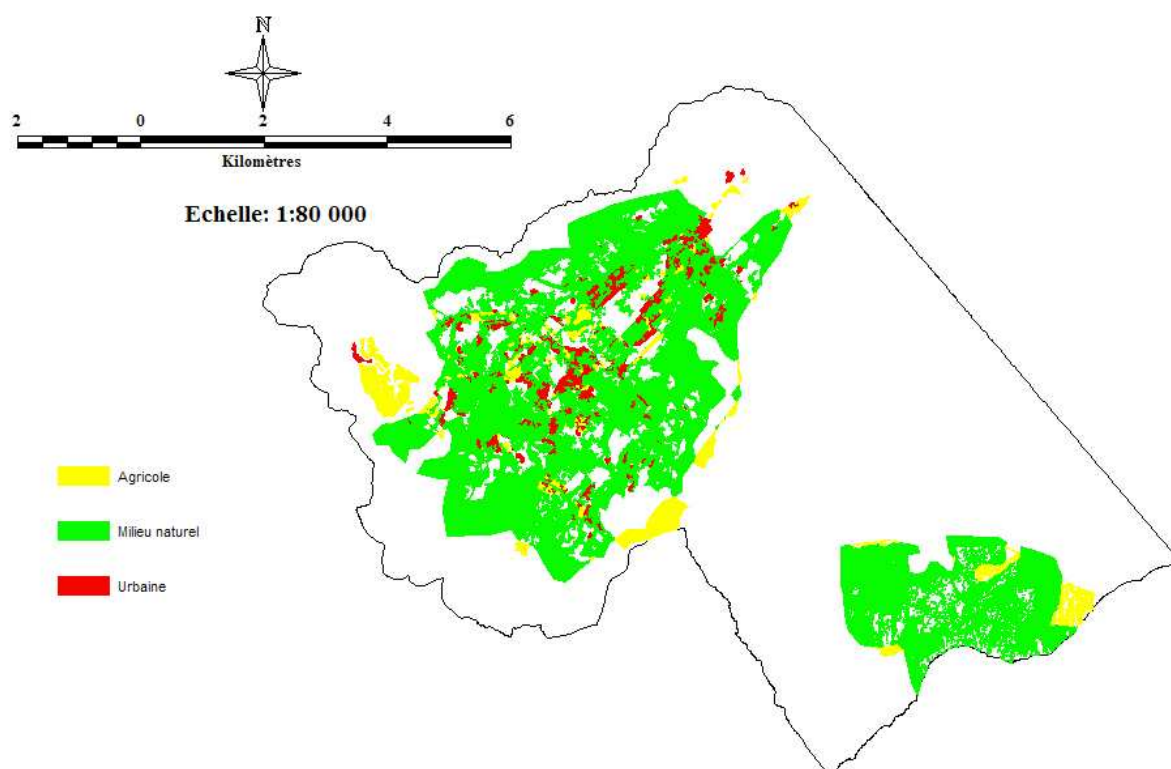 N
2 0 2 4 6
Kilomètres
Echelle: 1:80 000
Agricole
Milieu naturel
Urbaine